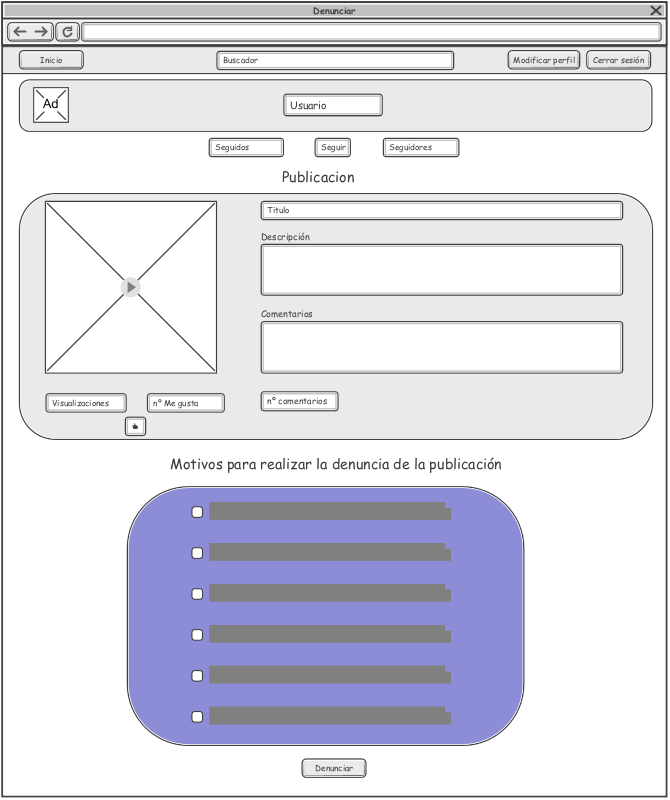 Denunciar
Inicio
Buscador
Modificar perfil
Cerrar sesión
Ad
Usuario
Seguidos
Seguir
Seguidores
Publicacion
Titulo
Descripción
Comentarios
Visualizaciones
nº Me gusta
nº comentarios
Motivos para realizar la denuncia de la publicación
Denunciar